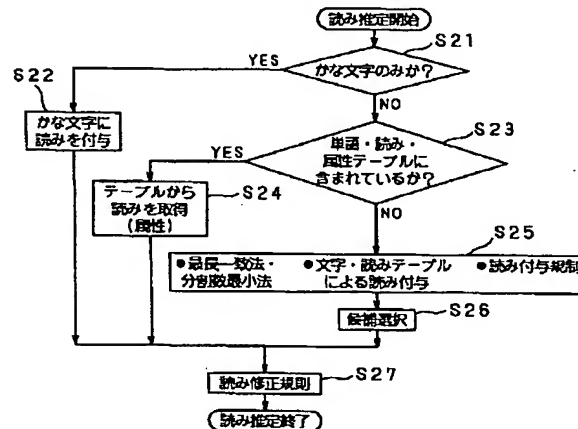 読み推定開始
S21
かな文字のみか?
YES
NO
S22
かな文字に
読みを付与
S23
単語・読み・
属性テーブルに
含まれているか?
YES
NO
S24
テーブルから
読みを取得
(属性)
S25
●最長一致法・
分割数最小法
●文字・読みテーブル
による読み付与
●読み付与規制
S26
候補選択
S27
読み修正規則
読み推定終了